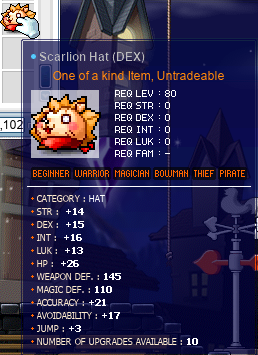 Scarlion Hat (DEX)
One of a kind Item, Untradeable
REQ LEV : 80
REQ STR : 0
REQ DEX : 0
REQ INT : 0
REQ LUK : 0
REQ FAM : -
,102
BEGINNER WARRIOR MAGICIAN BOWMAN THIEF PIRATE
CATEGORY : HAT
STR : +14
DEX : +15
INT : +16
LUK : +13
HP : +26
WEAPON DEF. : 145
MAGIC DEF. : 110
ACCURACY : +21
AVOIDABILITY : +17
JUMP : +3
NUMBER OF UPGRADES AVAILABLE : 10